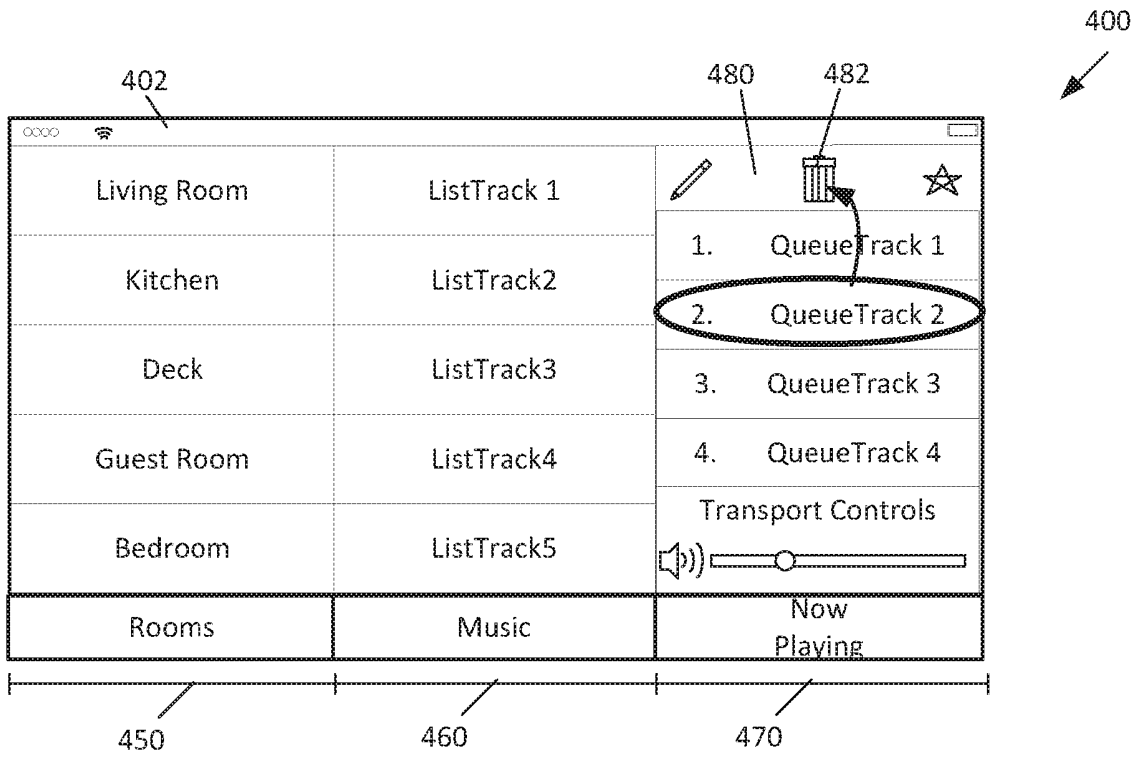 400
402
480 482
Living Room
Kitchen
Deck
Guest Room
Bedroom
ListTrack 1
ListTrack2
ListTrack3
ListTrack4
ListTrack5
1. QueueTrack 1
2. QueueTrack 2
3. QueueTrack 3
4. QueueTrack 4
Transport Controls
Rooms
Music
Now
Playing
450
460
470